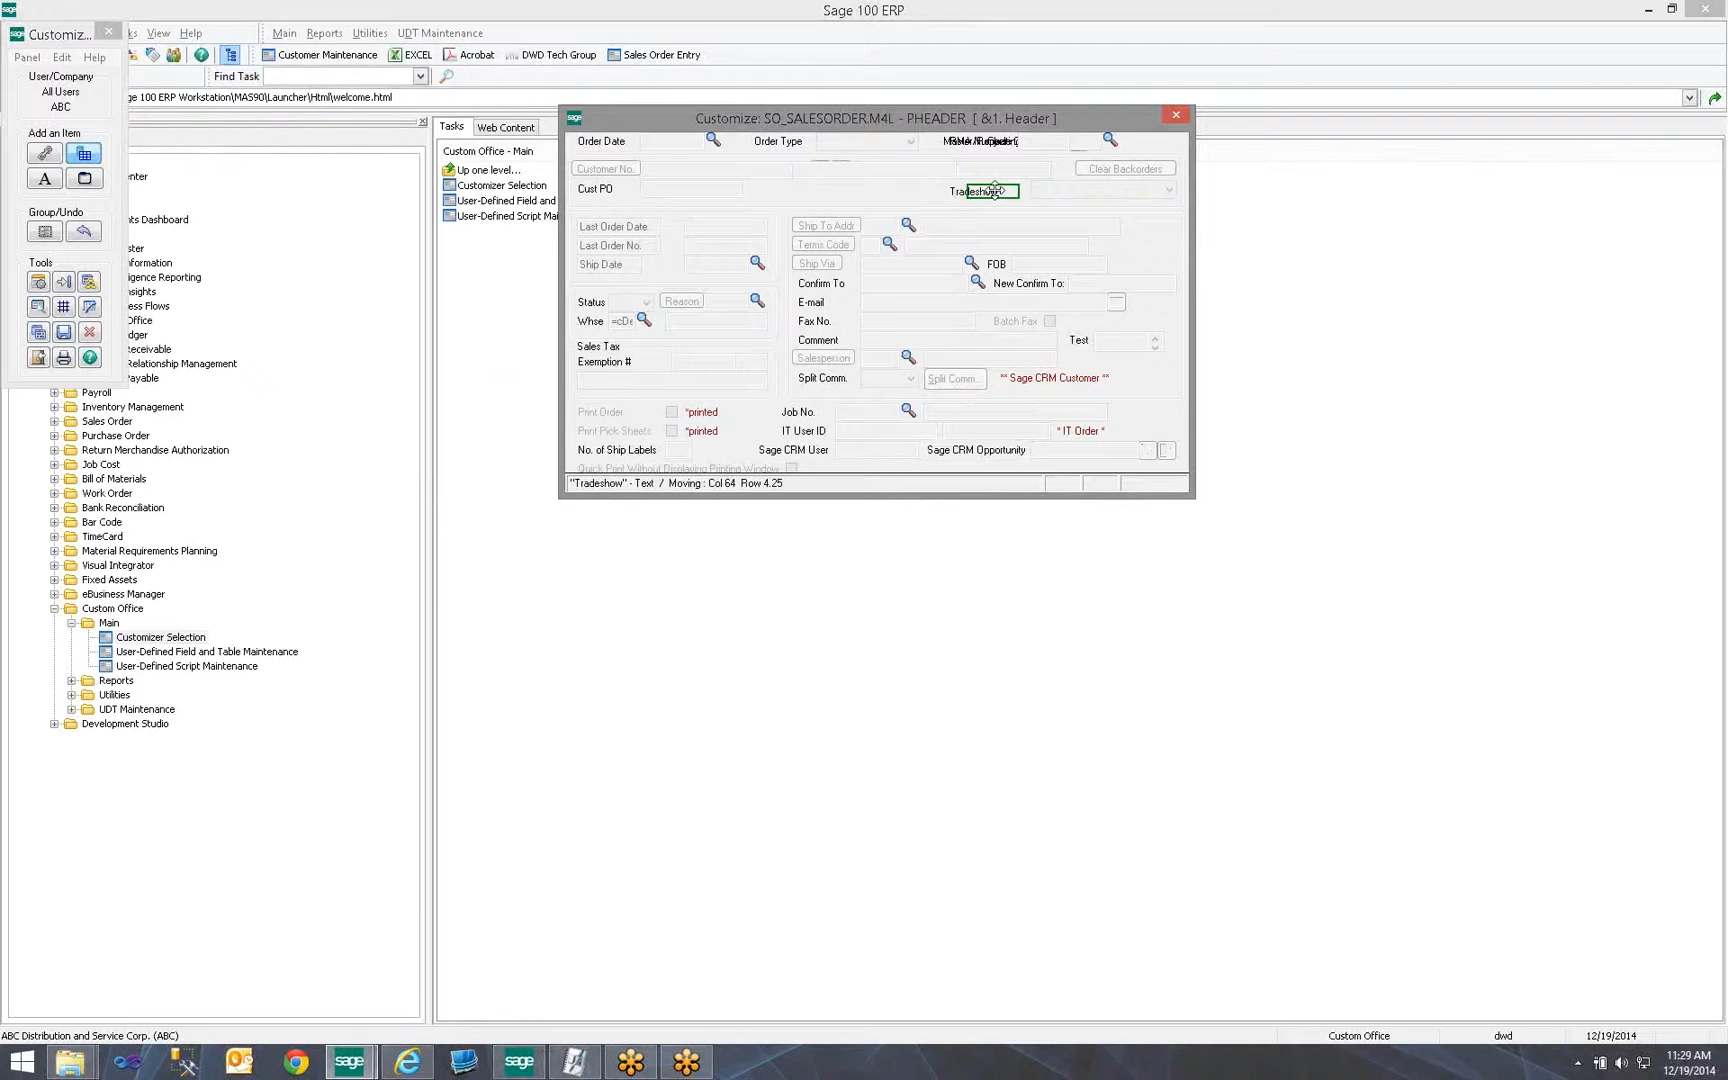 Sage 100 ERP
Customiz...
ks View Help
Main Reports Utilities UDT Maintenance
Panel Edit Help
Customer Maintenance EXCEL Acrobat DWD Tech Group Sales Order Entry
User/Company
All Users
ABC
Find Task
ge 100 ERP Workstation\MAS90\Launcher\Html\welcome.html
Add an Item
A
Group/Undo
Tools
nter
nts Dashboard
ster
nformation
ligence Reporting
nsights
ess Flows
Office
dger
Receivable
Relationship Management
Payable
Payroll
Inventory Management
Sales Order
Purchase Order
Return Merchandise Authorization
Job Cost
Bill of Materials
Work Order
Bank Reconciliation
Bar Code
TimeCard
Material Requirements Planning
Visual Integrator
Fixed Assets
eBusiness Manager
Custom Office
Main
Customizer Selection
User-Defined Field and Table Maintenance
User-Defined Script Maintenance
Reports
Utilities
UDT Maintenance
Development Studio
Tasks Web Content
Custom Office - Main
Up one level...
Customizer Selection
User-Defined Field and
User-Defined Script Ma
sage Customize: SO_SALESORDER.M4L - PHEADER [ &1. Header ]
Order Date Order Type
Customer No. Clear Backorders
Cust PO Tradeshow
Last Order Date Ship To Addr
Last Order No. Terms Code
Ship Date Ship Via FOB
Confirm To New Confirm To:
Status Reason E-mail
Whse =cDe Fax No. Batch Fax
Sales Tax Comment Test
Exemption # Salesperson
Split Comm. Split Comm... ** Sage CRM Customer **
Print Order *printed Job No.
Print Pick Sheets *printed IT User ID * IT Order *
No. of Ship Labels Sage CRM User Sage CRM Opportunity
Quick Print Without Displaying Printing Window
"Tradeshow" - Text / Moving : Col 64 Row 4.25
ABC Distribution and Service Corp. (ABC) Custom Office dwd 12/19/2014
sage sage
11:29 AM
12/19/2014